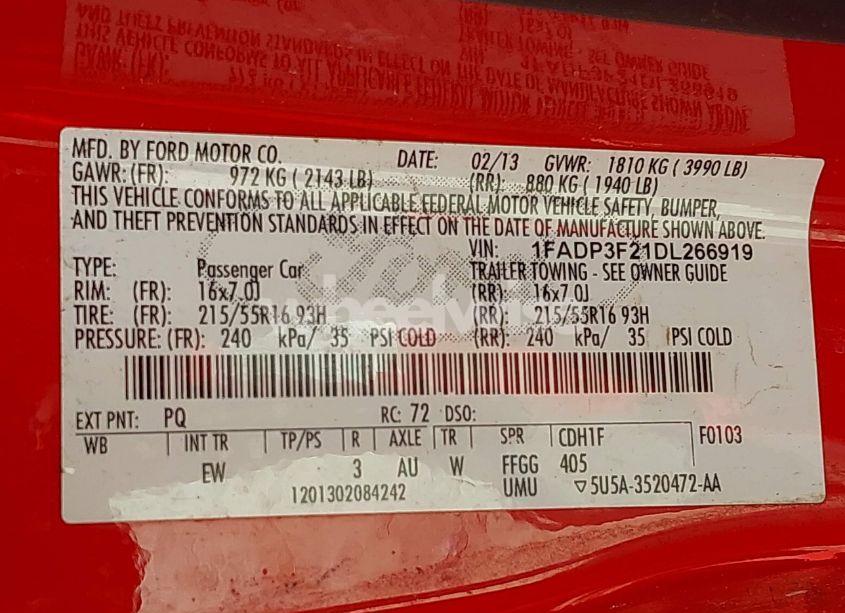 MFD. BY FORD MOTOR CO. DATE: 02/13 GVWR: 1810 KG ( 3990 LB)
GAWR: (FR): 972 KG ( 2143 LB) (RR): 880 KG ( 1940 LB)
THIS VEHICLE CONFORMS TO ALL APPLICABLE FEDERAL MOTOR VEHICLE SAFETY, BUMPER,
AND THEFT PREVENTION STANDARDS IN EFFECT ON THE DATE OF MANUFACTURE SHOWN ABOVE.
VIN: 1FADP3F21DL266919
TYPE: Passenger Car TRAILER TOWING - SEE OWNER GUIDE
RIM: (FR): 16x7.0J (RR): 16x7.0J
TIRE: (FR): 215/55R16 93H (RR): 215/55R16 93H
PRESSURE: (FR): 240 kPa/ 35 PSI COLD (RR): 240 kPa/ 35 PSI COLD
EXT PNT: PQ RC: 72 DSO:
WB INT TR TP/PS R AXLE TR SPR CDH1F F0103
EW 3 AU W FFGG 405
1201302084242 UMU ▽5U5A-3520472-AA